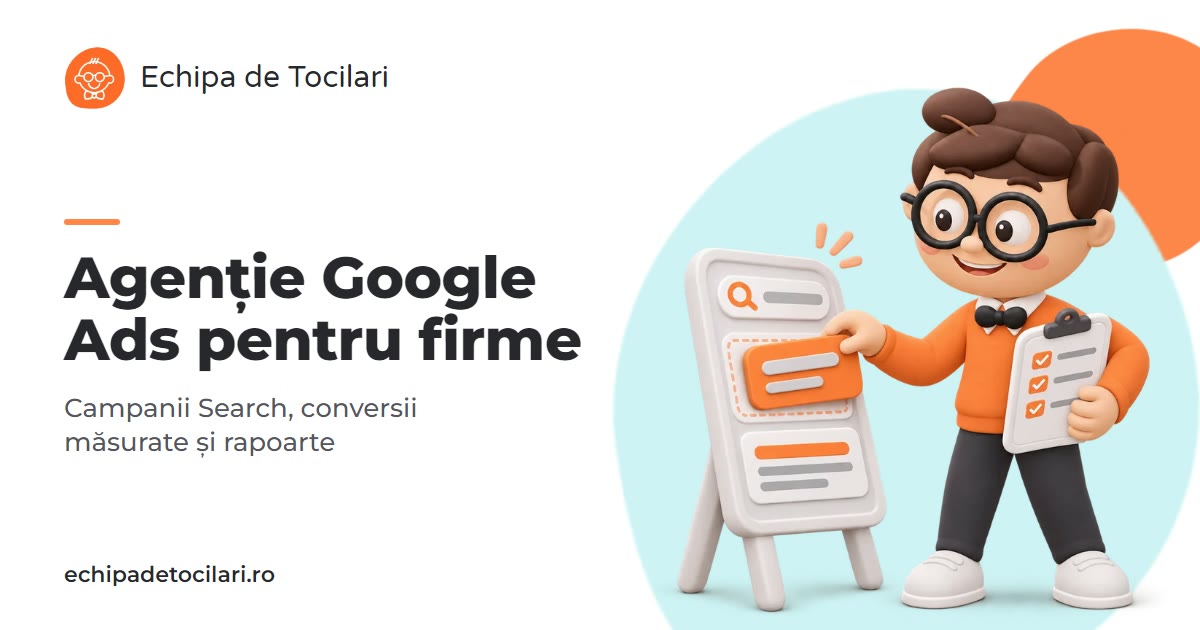 Echipa de Tocilari
Agenție Google
Ads pentru firme
Campanii Search, conversii
măsurate și rapoarte
echipadetocilari.ro